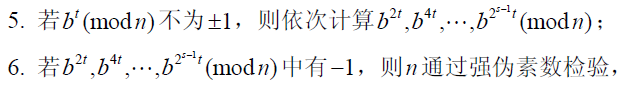 5. 若b^t(mod n)不为±1，则依次计算b^{2t},b^{4t},⋯,b^{2^{s-1}t}(mod n)；
6. 若b^{2t},b^{4t},⋯,b^{2^{s-1}t}(mod n)中有−1，则n通过强伪素数检验，